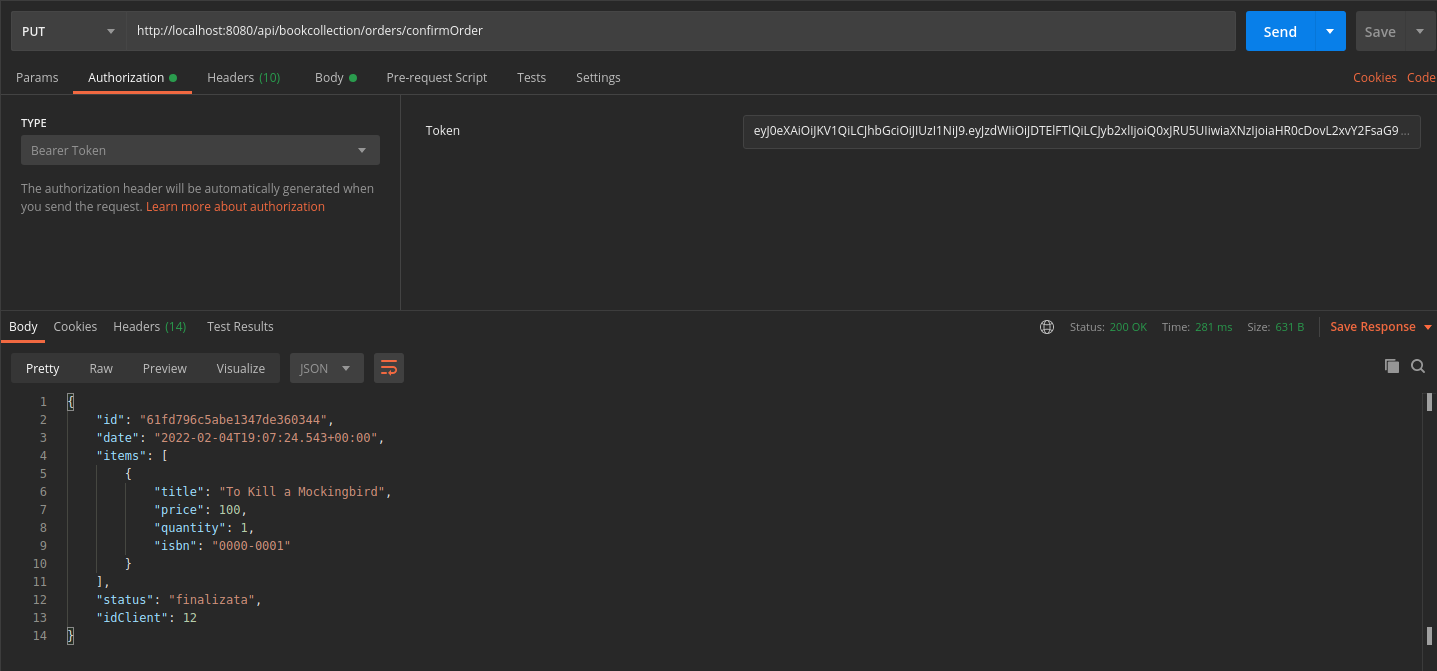 PUT http://localhost:8080/api/bookcollection/orders/confirmOrder Send Save
Params Authorization Headers (10) Body Pre-request Script Tests Settings Cookies Code
TYPE
Bearer Token
The authorization header will be automatically generated when
you send the request. Learn more about authorization
Token eyJ0eXAiOiJKV1QiLCJhbGciOiJIUzI1NiJ9.eyJzdWIiOiJDTElFTlQiLCJyb2xlIjoiQ0xJRU5UIiwiaXNzIjoiaHR0cDovL2xvY2FsaG9 ...
Body Cookies Headers (14) Test Results Status: 200 OK Time: 281 ms Size: 631 B Save Response
Pretty Raw Preview Visualize JSON
1 {
2 "id": "61fd796c5abe1347de360344",
3 "date": "2022-02-04T19:07:24.543+00:00",
4 "items": [
5 {
6 "title": "To Kill a Mockingbird",
7 "price": 100,
8 "quantity": 1,
9 "isbn": "0000-0001"
10 }
11 ],
12 "status": "finalizata",
13 "idClient": 12
14 }